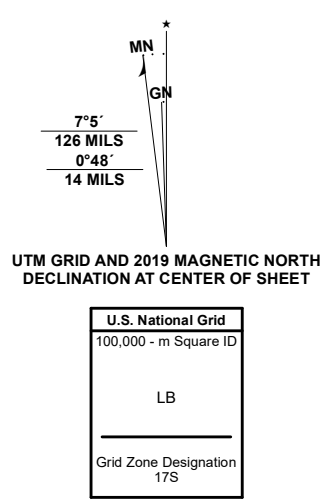 ★
MN
GN
7°5´
126 MILS
0°48´
14 MILS
UTM GRID AND 2019 MAGNETIC NORTH
DECLINATION AT CENTER OF SHEET
U.S. National Grid
100,000 - m Square ID
LB
Grid Zone Designation
17S